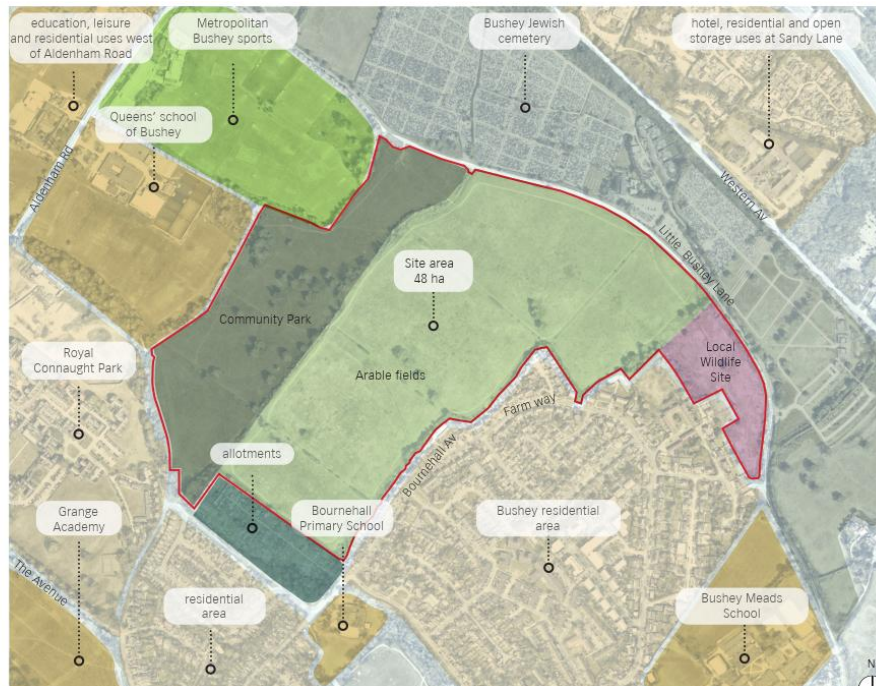 education, leisure
and residential uses west
of Aldenham Road
Metropolitan
Bushey sports
Bushey Jewish
cemetery
hotel, residential and open
storage uses at Sandy Lane
Queens' school
of Bushey
Aldenham Rd
Western Av
Little Bushey Lane
Site area
48 ha
Community Park
Local
Wildlife
Site
Royal
Connaught Park
Arable fields
Farm way
Bournehall Av
allotments
Grange
Academy
Bournehall
Primary School
Bushey residential
area
The Avenue
residential
area
Bushey Meads
School
N